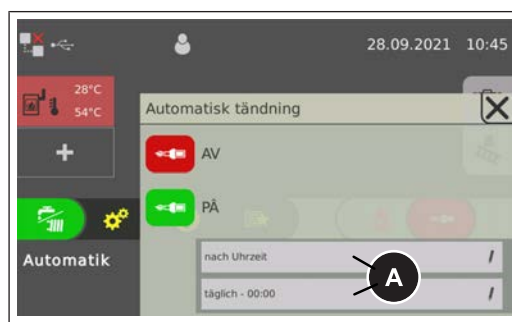 28.09.2021 10:45
28°C
54°C
Automatisk tändning
AV
PÅ
Automatik
nach Uhrzeit
täglich - 00:00
A